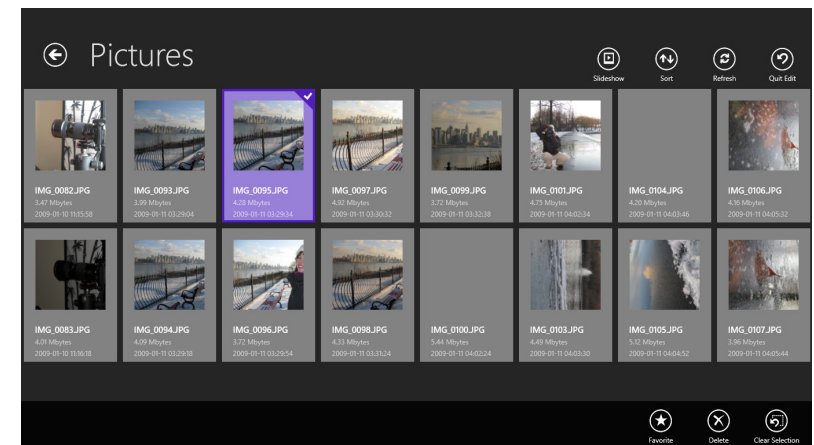 Pictures
Slideshow
Sort
Refresh
Quit Edit
IMG_0082.JPG
3.47 Mbytes
2009-01-10 11:15:58
IMG_0093.JPG
3.99 Mbytes
2009-01-11 03:29:04
IMG_0095.JPG
4.28 Mbytes
2009-01-11 03:29:34
IMG_0097.JPG
4.92 Mbytes
2009-01-11 03:30:32
IMG_0099.JPG
3.72 Mbytes
2009-01-11 03:32:38
IMG_0101.JPG
4.75 Mbytes
2009-01-11 04:02:34
IMG_0104.JPG
4.20 Mbytes
2009-01-11 04:03:46
IMG_0106.JPG
4.16 Mbytes
2009-01-11 04:05:32
IMG_0083.JPG
4.01 Mbytes
2009-01-10 11:16:18
IMG_0094.JPG
4.09 Mbytes
2009-01-11 03:29:18
IMG_0096.JPG
3.72 Mbytes
2009-01-11 03:29:54
IMG_0098.JPG
4.33 Mbytes
2009-01-11 03:31:24
IMG_0100.JPG
5.44 Mbytes
2009-01-11 04:02:24
IMG_0103.JPG
4.49 Mbytes
2009-01-11 04:03:30
IMG_0105.JPG
5.12 Mbytes
2009-01-11 04:04:52
IMG_0107.JPG
3.96 Mbytes
2009-01-11 04:05:44
Favorite
Delete
Clear Selection